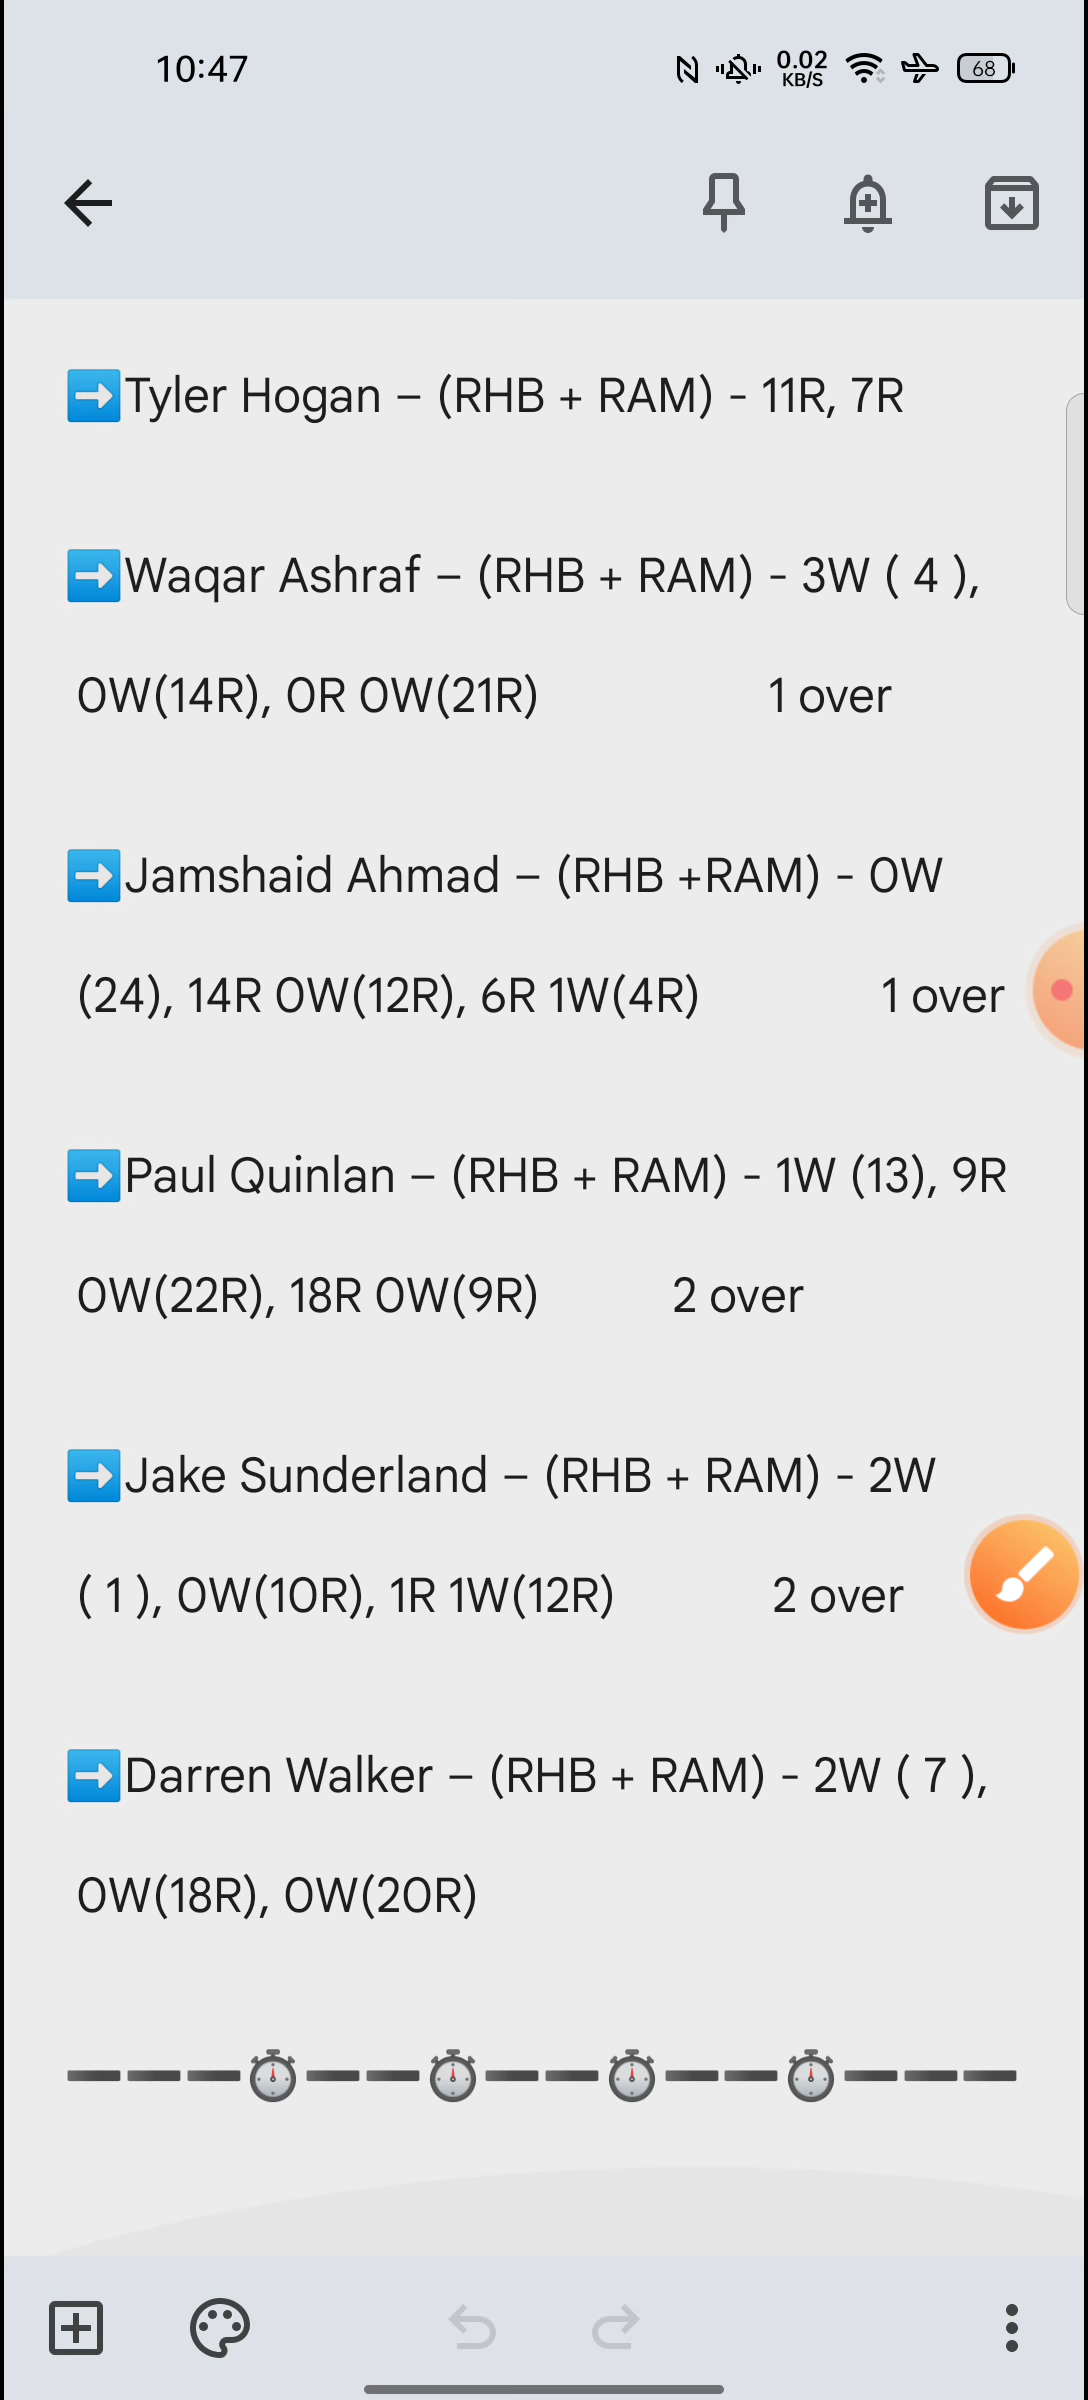 10:47
0.02
KB/S
68
➡️Tyler Hogan – (RHB + RAM) - 11R, 7R
➡️Waqar Ashraf – (RHB + RAM) - 3W ( 4 ),
0W(14R), 0R 0W(21R) 1 over
➡️Jamshaid Ahmad – (RHB +RAM) - 0W
(24), 14R 0W(12R), 6R 1W(4R) 1 over
➡️Paul Quinlan – (RHB + RAM) - 1W (13), 9R
0W(22R), 18R 0W(9R) 2 over
➡️Jake Sunderland – (RHB + RAM) - 2W
( 1 ), 0W(10R), 1R 1W(12R) 2 over
➡️Darren Walker – (RHB + RAM) - 2W ( 7 ),
0W(18R), 0W(20R)